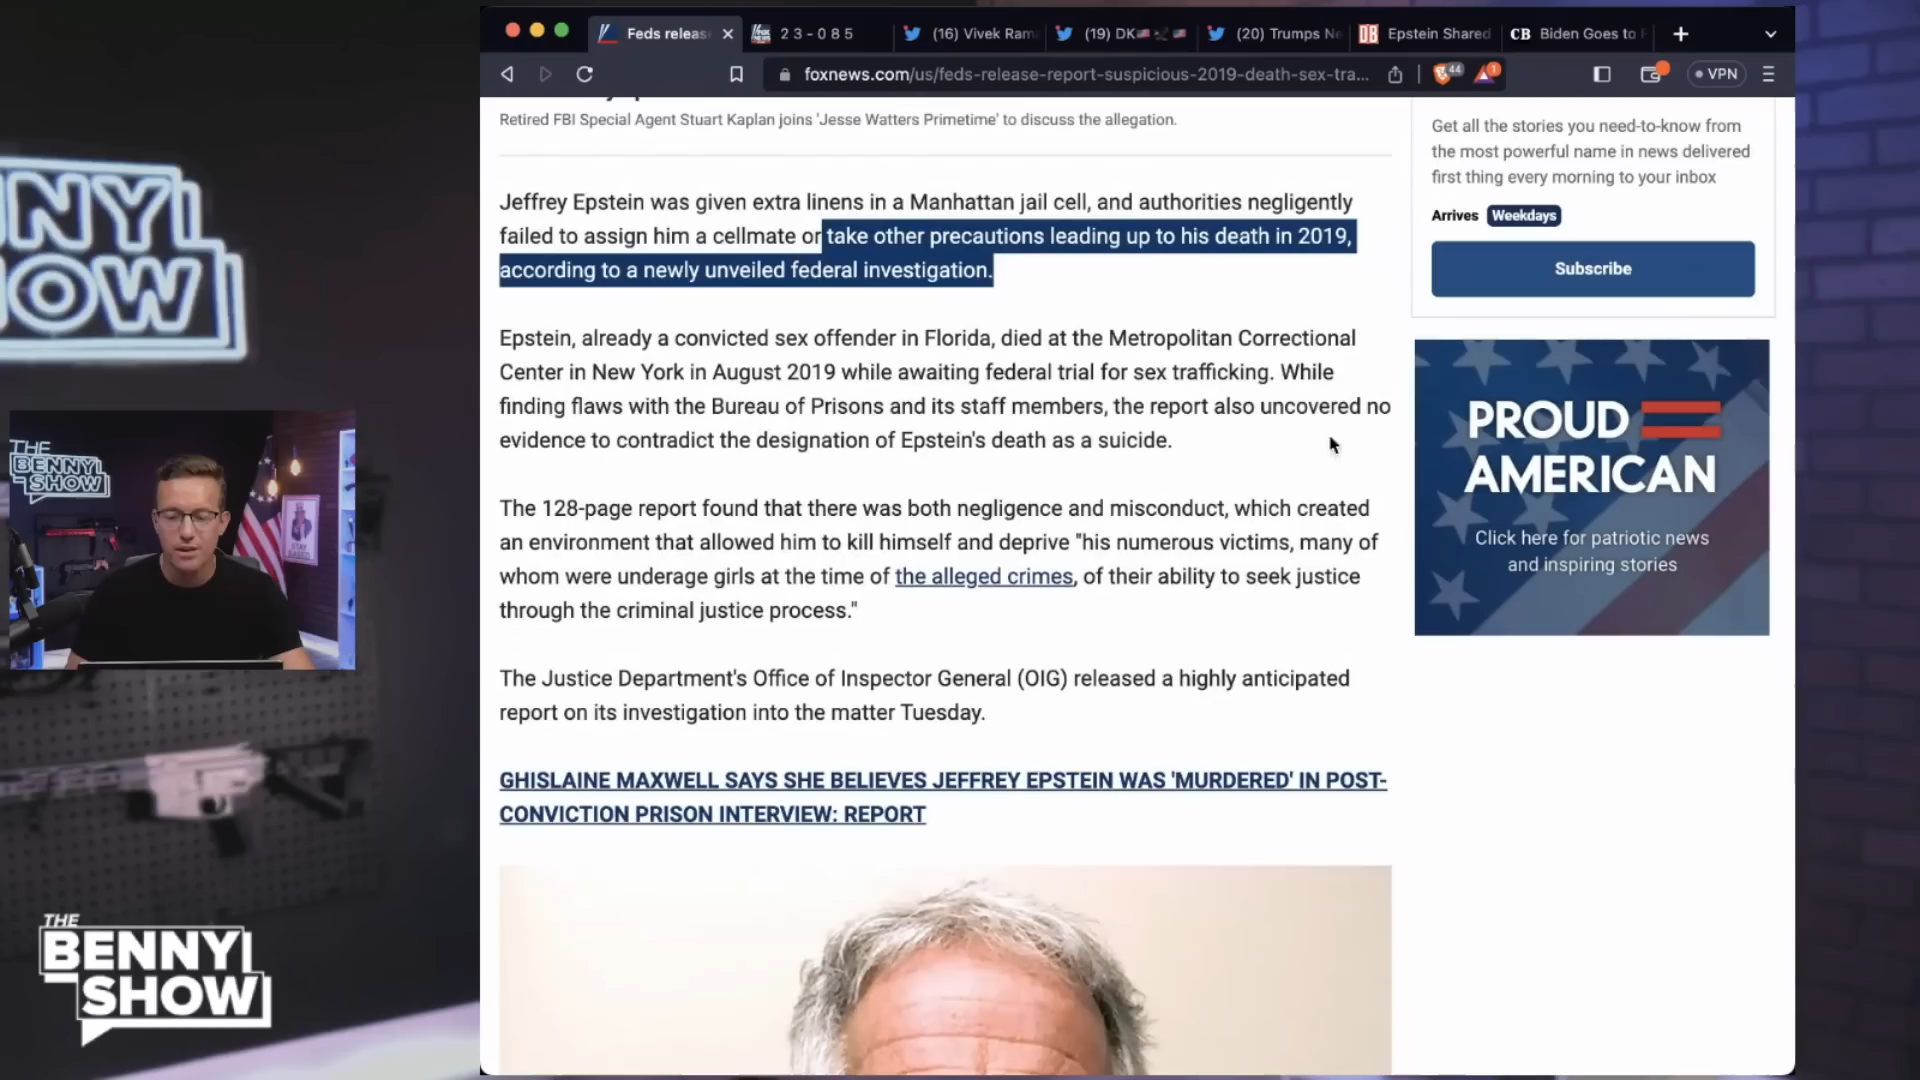 Feds releas
23-085
(16) Vivek Ram
(19) DK
(20) Trumps Ne
Epstein Shared
CB Biden Goes to F
foxnews.com/us/feds-release-report-suspicious-2019-death-sex-tra...
44
1
VPN
Retired FBI Special Agent Stuart Kaplan joins 'Jesse Watters Primetime' to discuss the allegation.
Jeffrey Epstein was given extra linens in a Manhattan jail cell, and authorities negligently
failed to assign him a cellmate or take other precautions leading up to his death in 2019,
according to a newly unveiled federal investigation.
Epstein, already a convicted sex offender in Florida, died at the Metropolitan Correctional
Center in New York in August 2019 while awaiting federal trial for sex trafficking. While
finding flaws with the Bureau of Prisons and its staff members, the report also uncovered no
evidence to contradict the designation of Epstein's death as a suicide.
The 128-page report found that there was both negligence and misconduct, which created
an environment that allowed him to kill himself and deprive "his numerous victims, many of
whom were underage girls at the time of the alleged crimes, of their ability to seek justice
through the criminal justice process."
The Justice Department's Office of Inspector General (OIG) released a highly anticipated
report on its investigation into the matter Tuesday.
GHISLAINE MAXWELL SAYS SHE BELIEVES JEFFREY EPSTEIN WAS 'MURDERED' IN POST-
CONVICTION PRISON INTERVIEW: REPORT
Get all the stories you need-to-know from
the most powerful name in news delivered
first thing every morning to your inbox
Arrives Weekdays
Subscribe
PROUD
AMERICAN
Click here for patriotic news
and inspiring stories
NY
OW
THE
BENNY
SHOW
STAY
BASED
THE
BENNY
SHOW